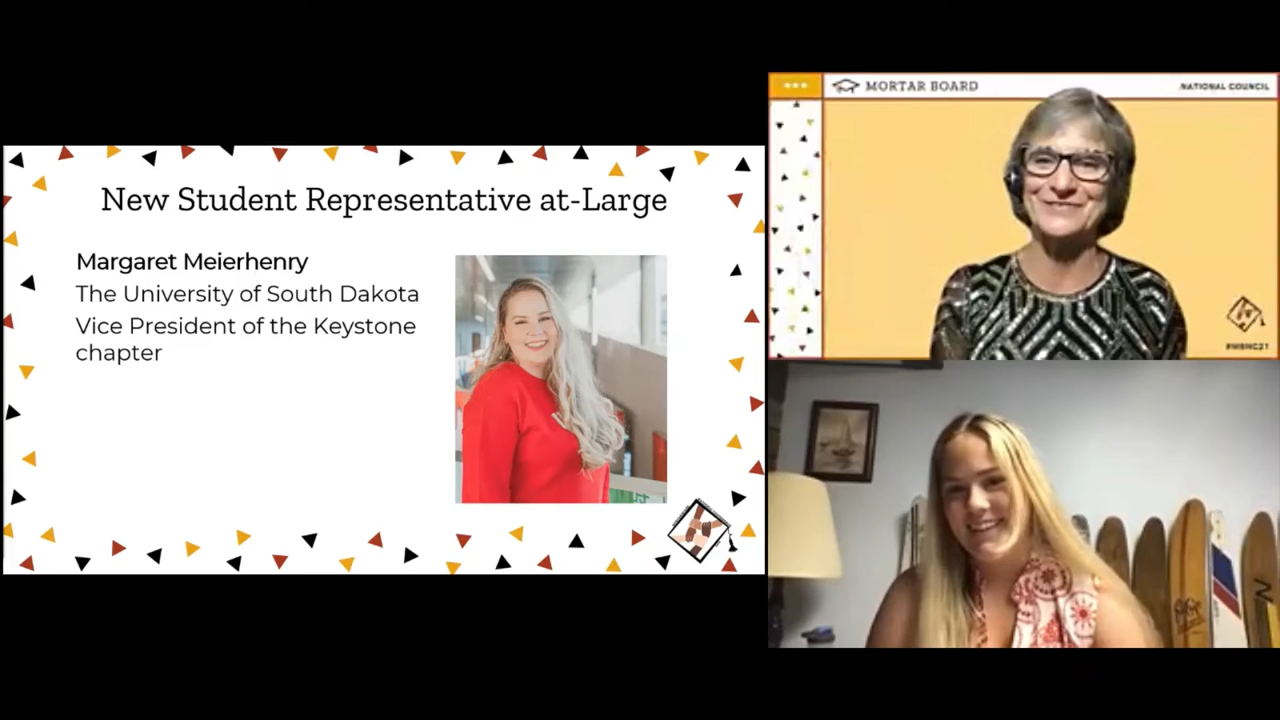 New Student Representative at-Large
Margaret Meierhenry
The University of South Dakota
Vice President of the Keystone
chapter
MORTAR BOARD
NATIONAL COUNCIL
#MBNC21